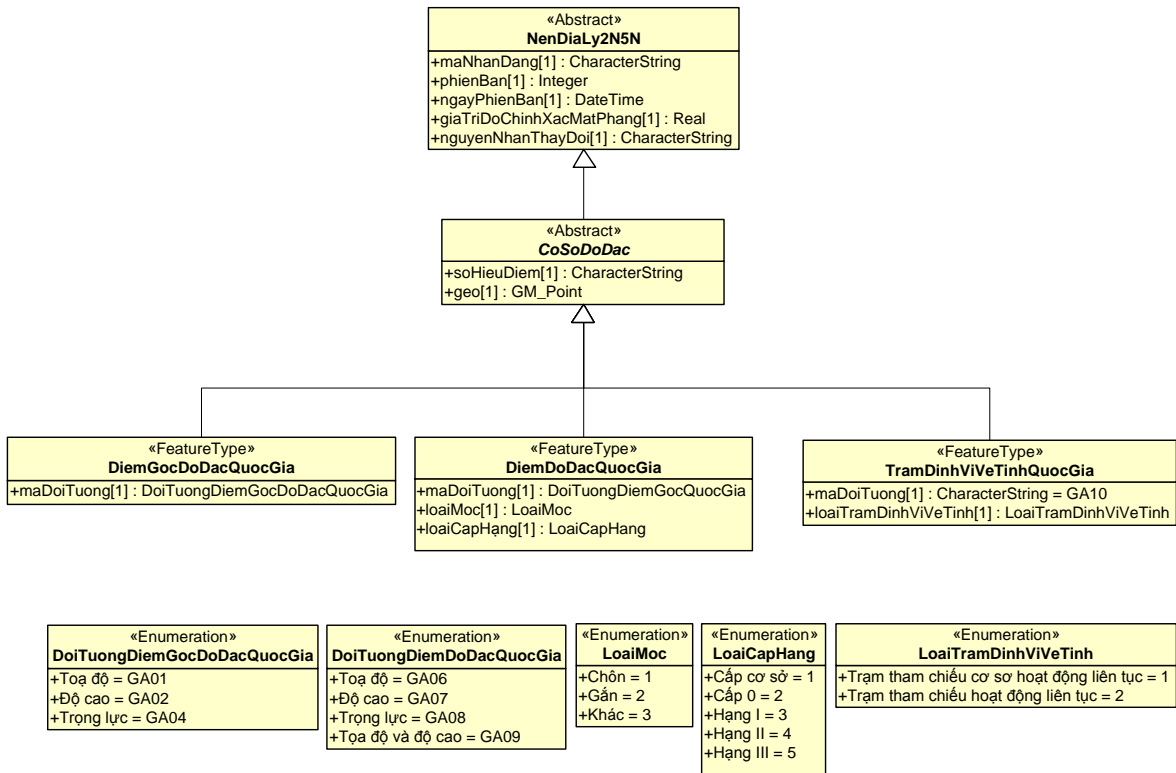 «Abstract»
NenDiaLy2N5N
+maNhanDang[1] : CharacterString
+phienBan[1] : Integer
+ngayPhienBan[1] : DateTime
+giaTriDoChinhXacMatPhang[1] : Real
+nguyenNhanThayDoi[1] : CharacterString
«Abstract»
CoSoDoDac
+soHieuDiem[1] : CharacterString
+geo[1] : GM_Point
«FeatureType»
DiemGocDoDacQuocGia
+maDoiTuong[1] : DoiTuongDiemGocDoDacQuocGia
«FeatureType»
DiemDoDacQuocGia
+maDoiTuong[1] : DoiTuongDiemGocQuocGia
+loaiMoc[1] : LoaiMoc
+loaiCapHạng[1] : LoaiCapHang
«FeatureType»
TramDinhViVeTinhQuocGia
+maDoiTuong[1] : CharacterString = GA10
+loaiTramDinhViVeTinh[1] : LoaiTramDinhViVeTinh
«Enumeration»
DoiTuongDiemGocDoDacQuocGia
+Toạ độ = GA01
+Độ cao = GA02
+Trọng lực = GA04
«Enumeration»
DoiTuongDiemDoDacQuocGia
+Toạ độ = GA06
+Độ cao = GA07
+Trọng lực = GA08
+Tọa độ và độ cao = GA09
«Enumeration»
LoaiMoc
+Chôn = 1
+Gắn = 2
+Khác = 3
«Enumeration»
LoaiCapHang
+Cấp cơ sở = 1
+Cấp 0 = 2
+Hạng I = 3
+Hạng II = 4
+Hạng III = 5
«Enumeration»
LoaiTramDinhViVeTinh
+Trạm tham chiếu cơ sơ hoạt động liên tục = 1
+Trạm tham chiếu hoạt động liên tục = 2